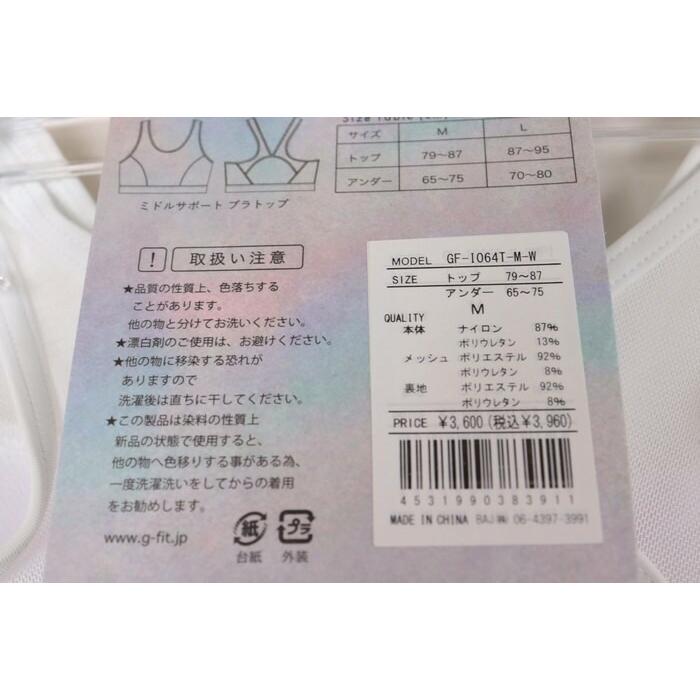 サイズ M L
トップ 79〜87 87〜95
アンダー 65〜75 70〜80
ミドルサポート ブラトップ
! 取扱い注意
★品質の性質上、色落ちする
ことがあります。
他の物と分けてお洗いください。
★漂白剤のご使用は、お避けください。
★他の物に移染する恐れが
ありますので
洗濯後は直ちに干してください。
★この製品は染料の性質上
新品の状態で使用すると、
他の物へ色移りする事がある為、
一度洗濯洗いをしてからの着用
をお勧めします。
www.g-fit.jp
紙
台紙
プラ
外装
MODEL GF-I064T-M-W
SIZE トップ 79〜87
アンダー 65〜75
M
QUALITY
本体 ナイロン 87%
ポリウレタン 13%
メッシュ ポリエステル 92%
ポリウレタン 8%
裏地 ポリエステル 92%
ポリウレタン 8%
PRICE ¥3,600(税込¥3,960)
4531990383911
MADE IN CHINA BAJ㈱ 06-4397-3991